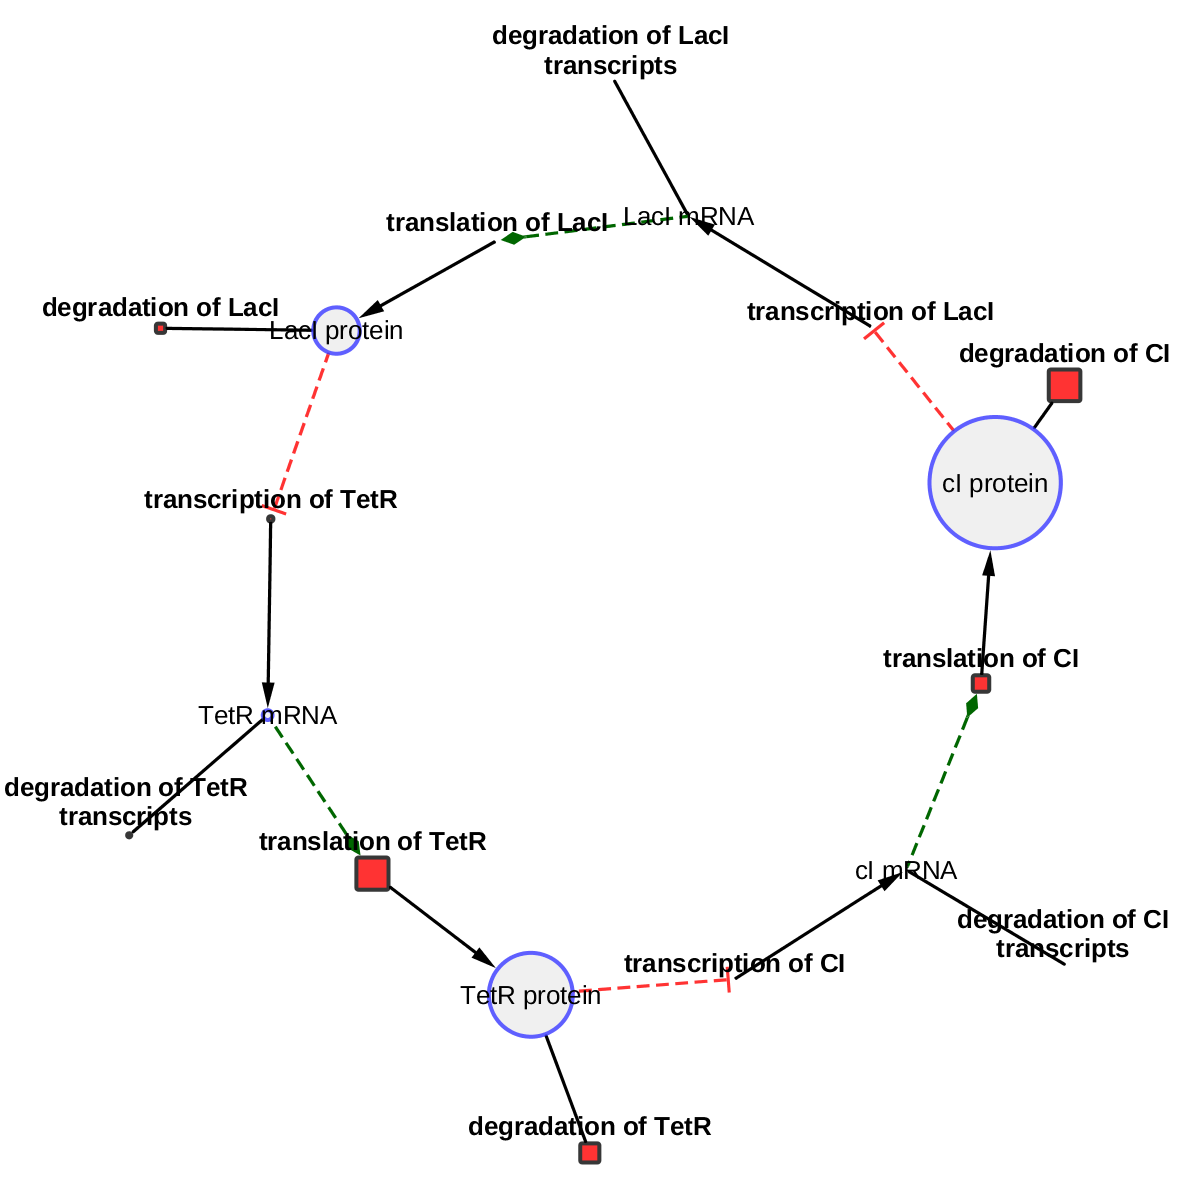 degradation of LacI
transcripts
translation of LacI
LacI mRNA
degradation of LacI
LacI protein
transcription of LacI
degradation of CI
cI protein
transcription of TetR
translation of CI
TetR mRNA
degradation of TetR
transcripts
translation of TetR
cI mRNA
degradation of CI
transcripts
transcription of CI
TetR protein
degradation of TetR